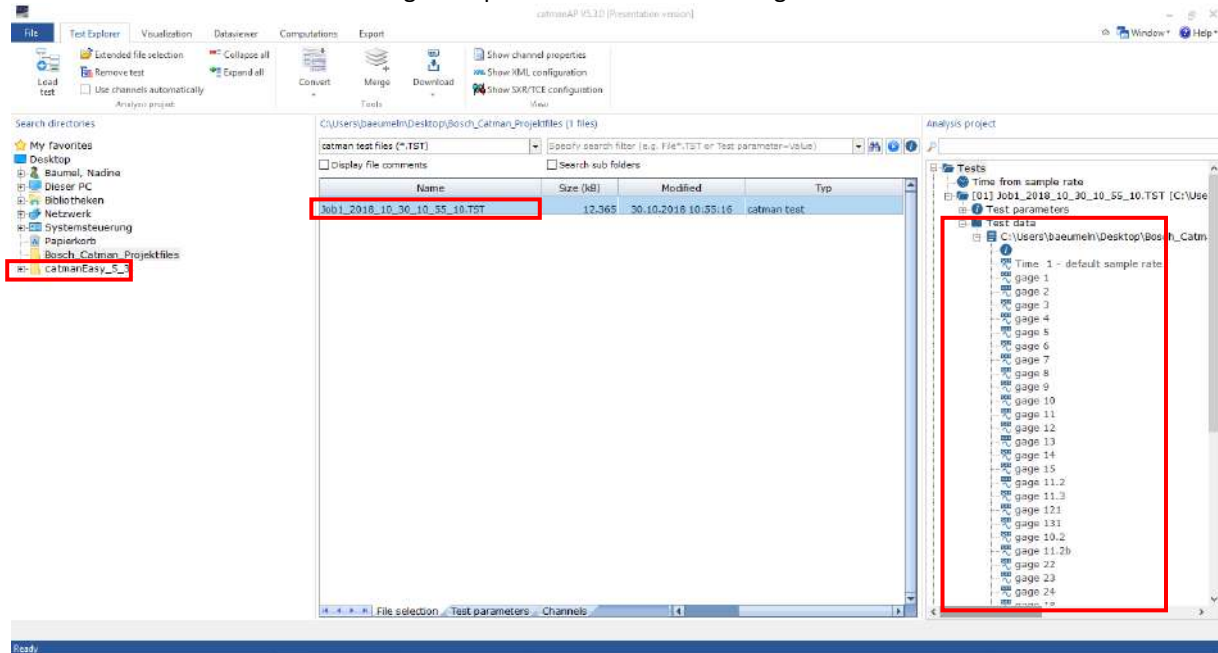 catmanAP V5.3.0 [Presentation version]
File Test Explorer Visualization Dataviewer Computations Export Window Help
Load test
Extended file selection
Remove test
Use channels automatically
Collapse all
Expand all
Analysis project
Convert
Merge
Download
Tools
Show channel properties
Show XML configuration
Show SXR/TCE configuration
View
Search directories
My favorites
Desktop
Bäumel, Nadine
Dieser PC
Bibliotheken
Netzwerk
Systemsteuerung
Papierkorb
Bosch_Catman_Projektfiles
catmanEasy_5_3
C:\Users\baeumeln\Desktop\Bosch_Catman_Projektfiles (1 files)
catman test files (*.TST)
Specify search filter (e.g. File*.TST or Test parameter=Value)
Display file comments
Search sub folders
Name Size (kB) Modified Typ
Job1_2018_10_30_10_55_10.TST 12.365 30.10.2018 10:55:16 catman test
File selection Test parameters Channels
Analysis project
Tests
Time from sample rate
[01] Job1_2018_10_30_10_55_10.TST [C:\Use
Test parameters
Test data
C:\Users\baeumeln\Desktop\Bosch_Catm
Time 1 - default sample rate
gage 1
gage 2
gage 3
gage 4
gage 5
gage 6
gage 7
gage 8
gage 9
gage 10
gage 11
gage 12
gage 13
gage 14
gage 15
gage 11.2
gage 11.3
gage 121
gage 131
gage 10.2
gage 11.2b
gage 22
gage 23
gage 24
Ready